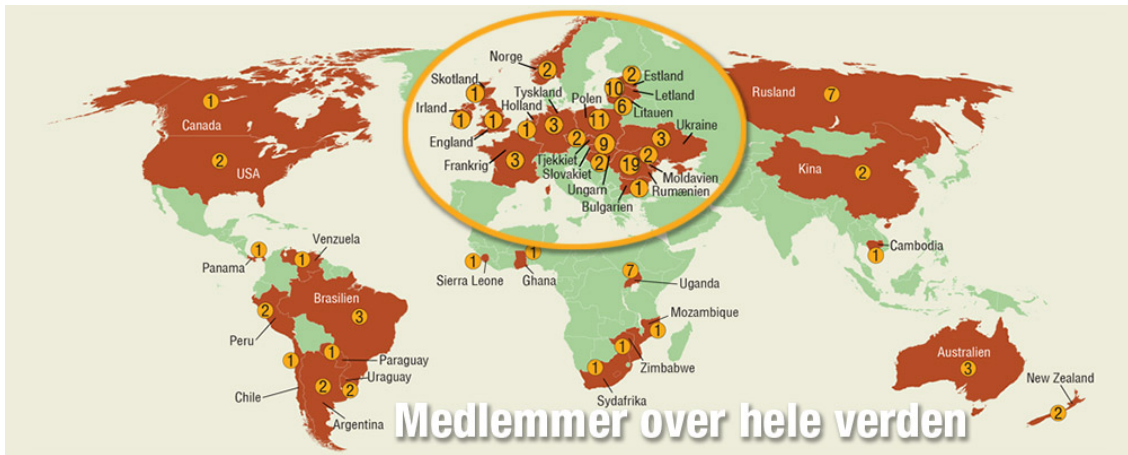 Norge
2
Skotland
1
Irland
1
England
1
Holland
1
Tyskland
3
Polen
11
Estland
2
Letland
10
Litauen
6
Ukraine
3
Frankrig
3
Tjekkiet
2
Slovakiet
9
Ungarn
2
Bulgarien
1
Moldavien
2
Rumænien
19
Canada
1
USA
2
Rusland
7
Kina
2
Cambodia
1
Panama
1
Venzuela
1
Brasilien
3
Peru
2
Paraguay
1
Uraguay
2
Chile
1
Argentina
2
Sierra Leone
1
Ghana
1
Uganda
7
Mozambique
1
Zimbabwe
1
Sydafrika
1
Australien
3
New Zealand
2
Medlemmer over hele verden